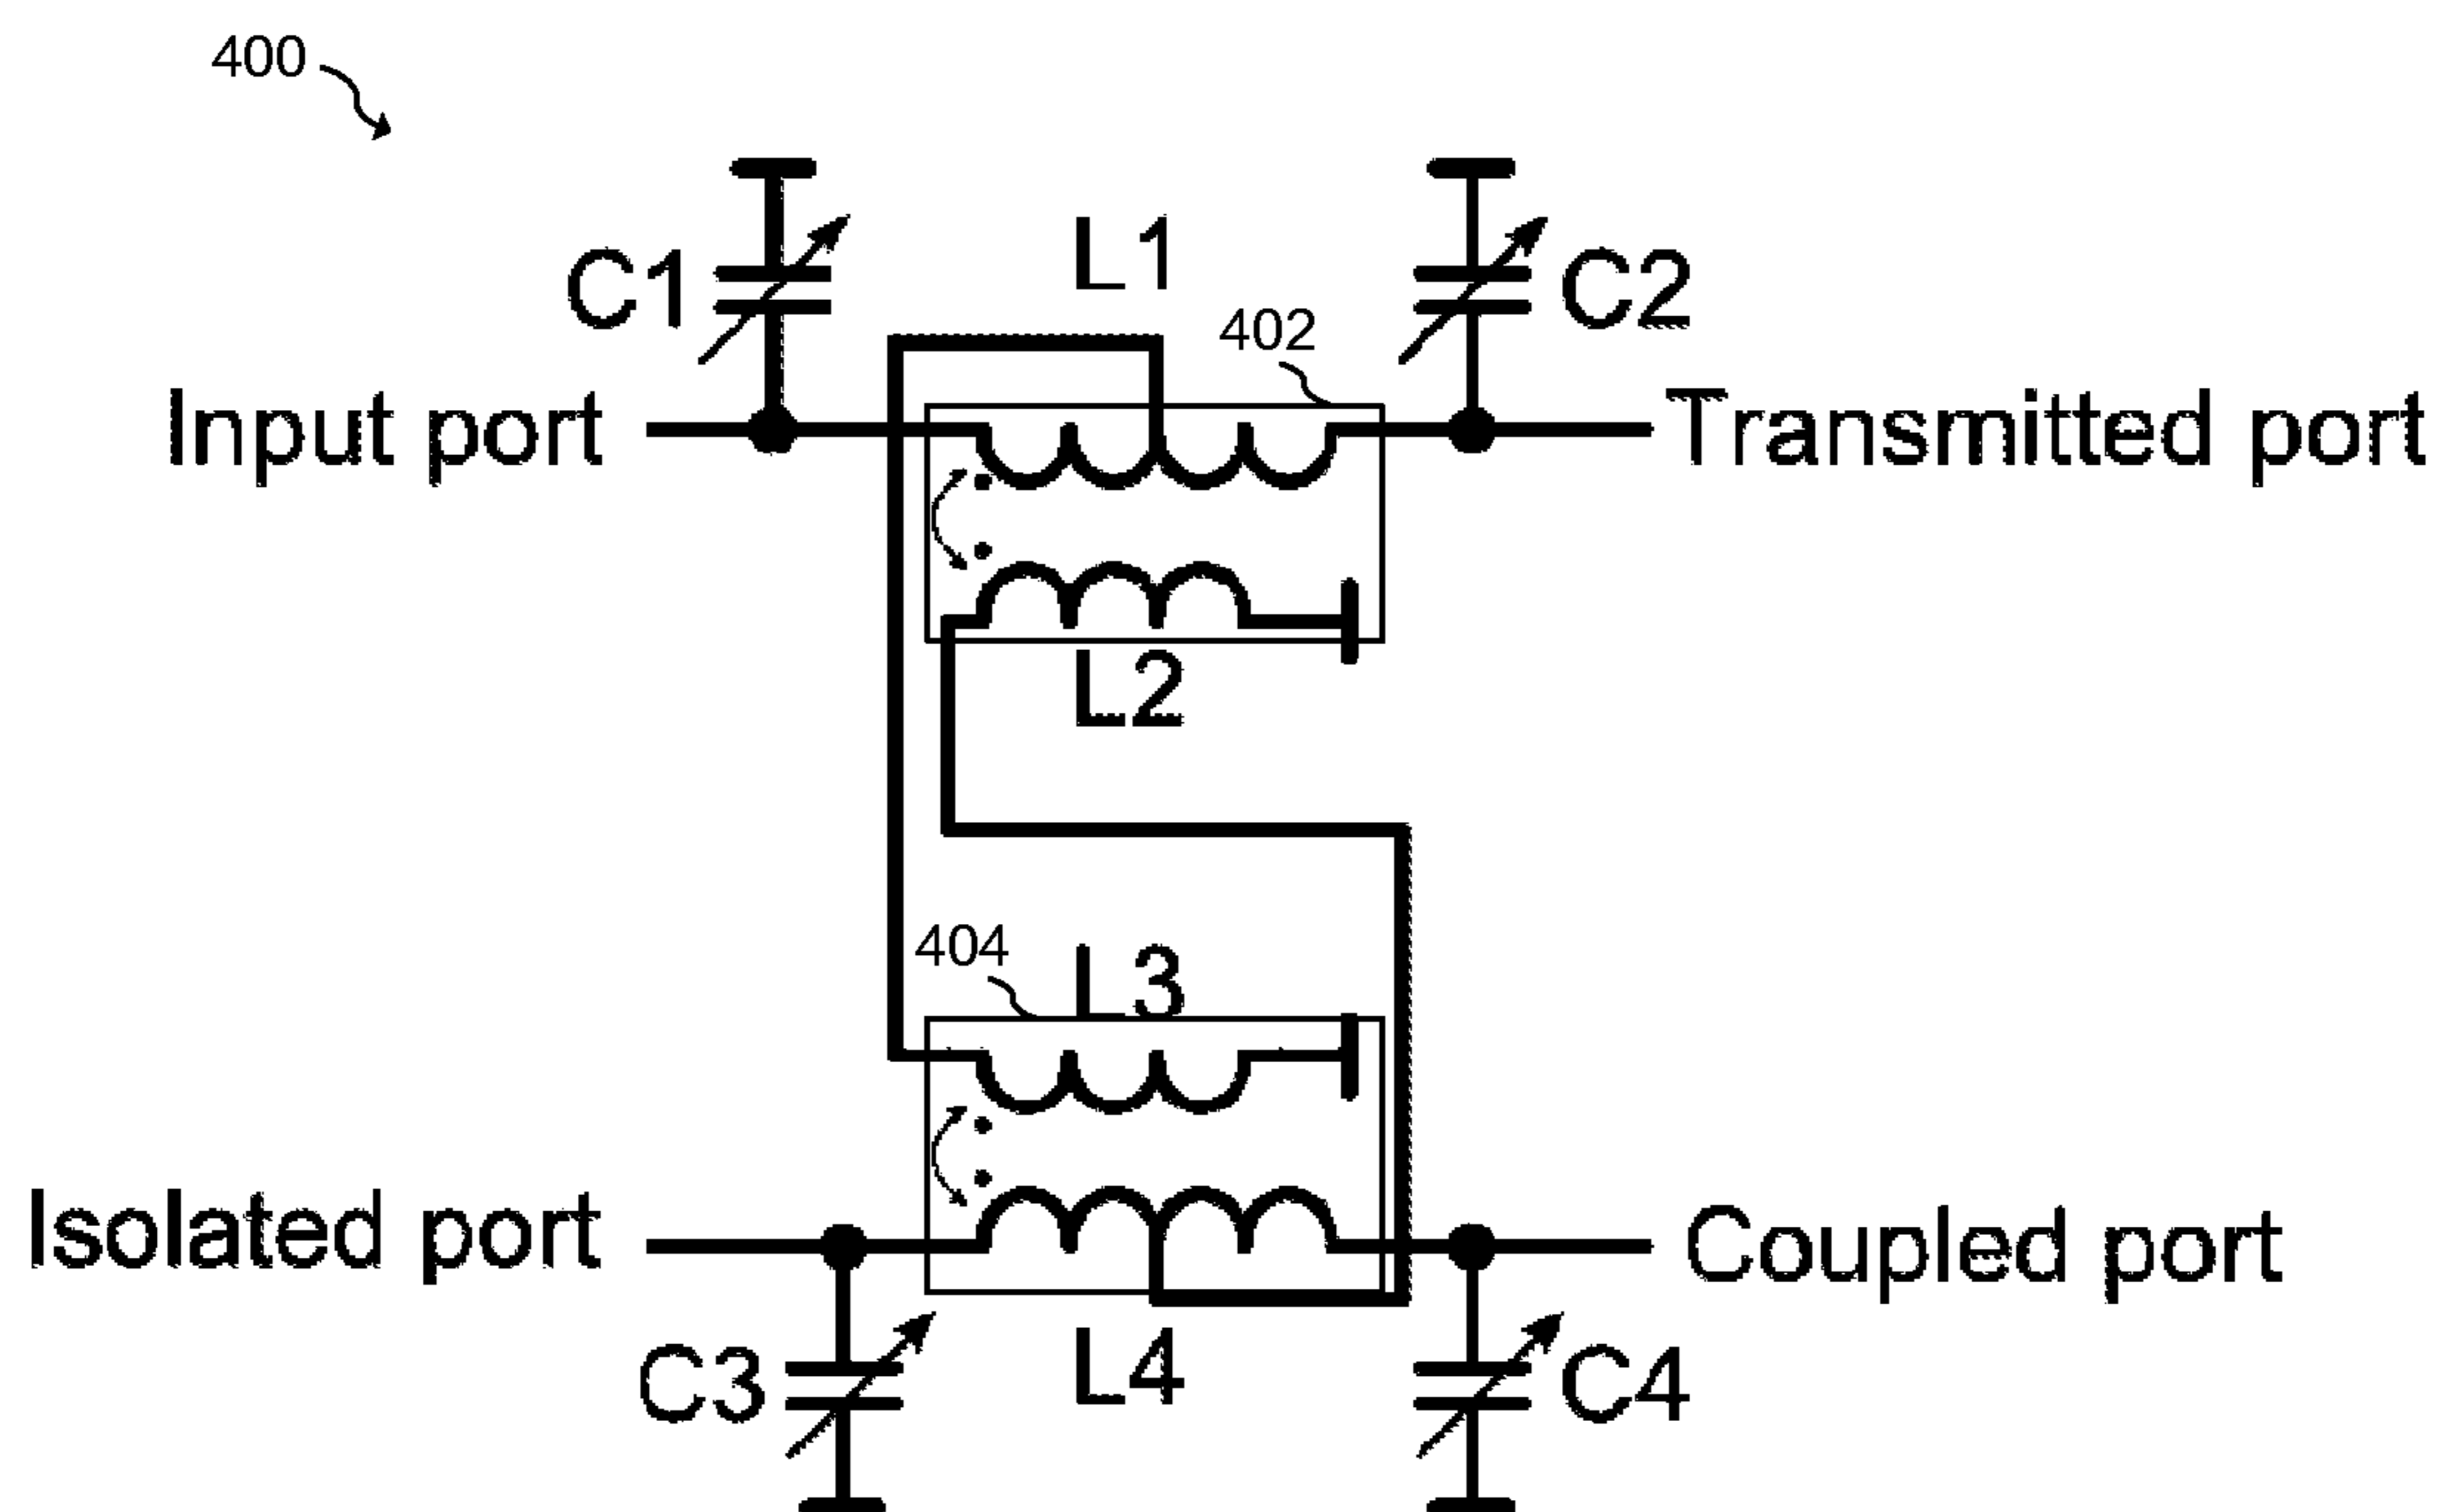 400
L1
C1
C2
402
Input port
Transmitted port
L2
404
L3
Isolated port
Coupled port
C3
L4
C4